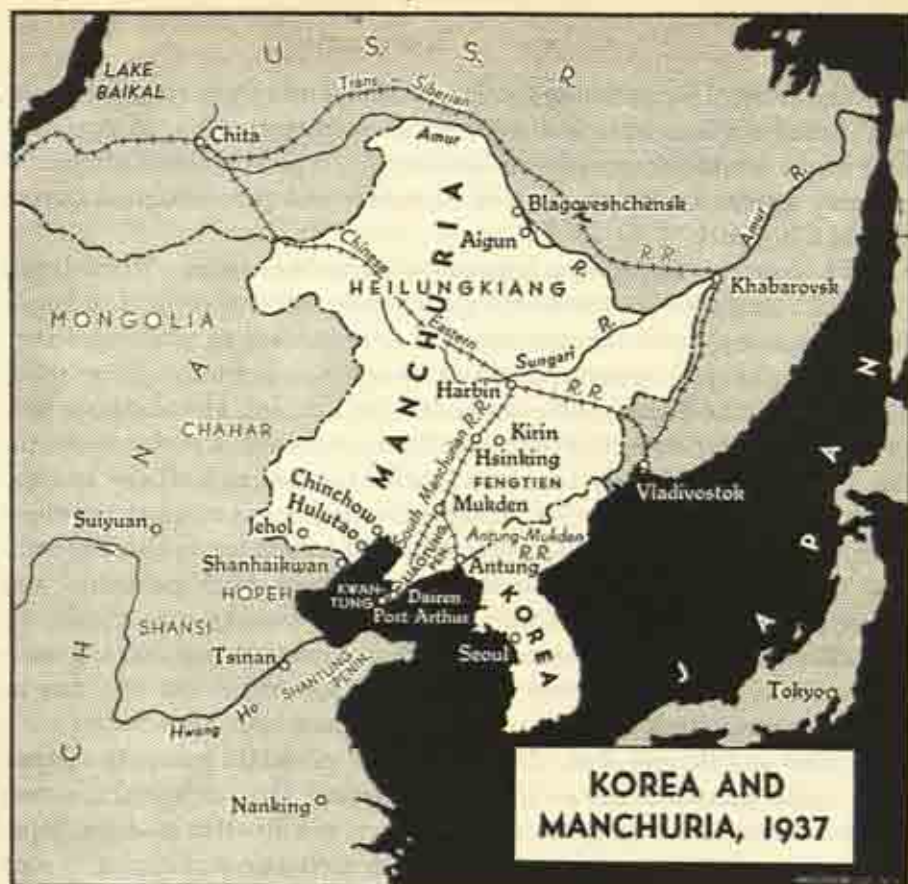 U. S. S. R.
LAKE
BAIKAL
Trans-Siberian
Chita
Amur
Blagoveshchensk
Aigun
R.
R. R.
Amur R.
Khabarovsk
Chinese
HEILUNGKIANG
MONGOLIA
MANCHURIA
Eastern
Sungari R.
Harbin
R. R.
CHAHAR
Kirin
Hsinking
FENGTIEN
South Manchurian R.R.
Vladivostok
Chinchow
Hulutao
Mukden
Suiyuan
Jehol
Antung-Mukden
R.R.
Shanhaikwan
LIAOTUNG
PEN.
Antung
HOPEH
KWAN-
TUNG
Dairen
Port Arthur
KOREA
SHANSI
Seoul
Tsinan
SHANTUNG
PENIN.
Hwang Ho
Tokyo
JAPAN
CHINA
Nanking
KOREA AND
MANCHURIA, 1937